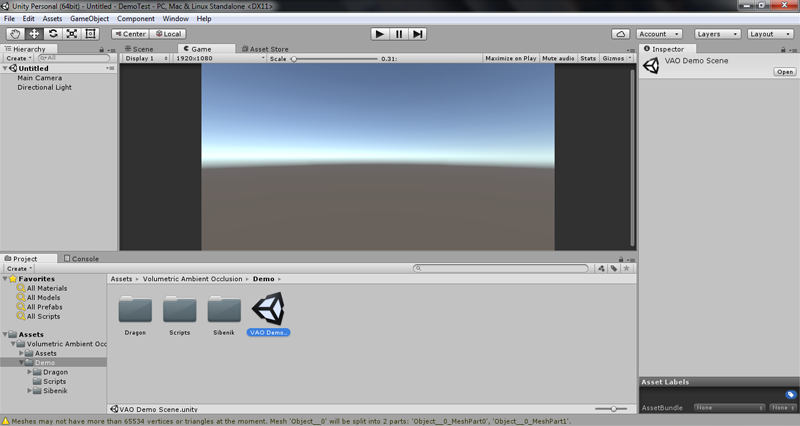 Unity Personal (64bit) - Untitled - DemoTest - PC, Mac & Linux Standalone <DX11>
File Edit Assets GameObject Component Window Help
Center Local Account Layers Layout
Hierarchy Scene Game Asset Store Inspector
Create All Display 1 1920x1080 Scale 0.31: Maximize on Play Mute audio Stats Gizmos VAO Demo Scene
Untitled Open
Main Camera
Directional Light
Project Console
Create
Favorites Assets Volumetric Ambient Occlusion Demo
All Materials
All Models
All Prefabs
All Scripts
Dragon Scripts Sibenik VAO Demo...
Assets
Volumetric Ambient Occ
Assets
Demo
Dragon
Scripts
Sibenik
Asset Labels
VAO Demo Scene.unity AssetBundle None None
Meshes may not have more than 65534 vertices or triangles at the moment. Mesh 'Object__0' will be split into 2 parts: 'Object__0_MeshPart0', 'Object__0_MeshPart1'.